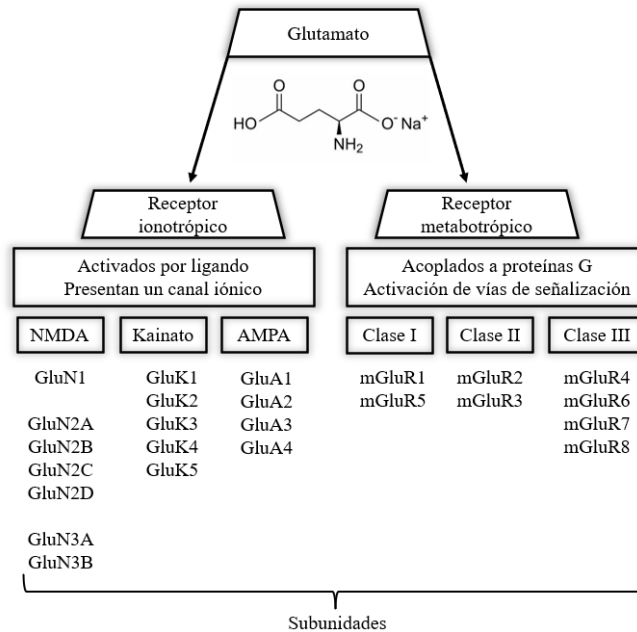 Glutamato
O
O
HO
O⁻ Na⁺
NH₂
Receptor
ionotrópico
Receptor
metabotrópico
Activados por ligando
Presentan un canal iónico
Acoplados a proteínas G
Activación de vías de señalización
NMDA
Kainato
AMPA
Clase I
Clase II
Clase III
GluN1
GluN2A
GluN2B
GluN2C
GluN2D
GluN3A
GluN3B
GluK1
GluK2
GluK3
GluK4
GluK5
GluA1
GluA2
GluA3
GluA4
mGluR1
mGluR5
mGluR2
mGluR3
mGluR4
mGluR6
mGluR7
mGluR8
Subunidades